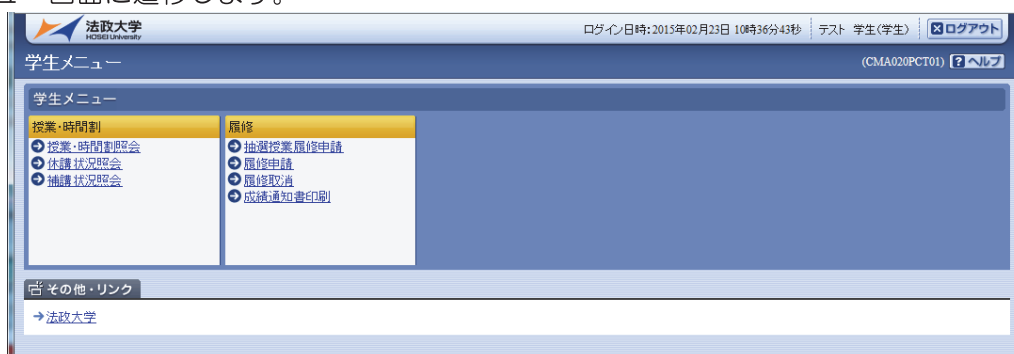 ュー画面に遷移します。
法政大学
HOSEI University
ログイン日時:2015年02月23日 10時36分43秒 テスト 学生(学生) ログアウト
学生メニュー
(CMA020PCT01) ? ヘルプ
学生メニュー
授業・時間割
授業・時間割照会
休講状況照会
補講状況照会
履修
抽選授業履修申請
履修申請
履修取消
成績通知書印刷
その他・リンク
→法政大学